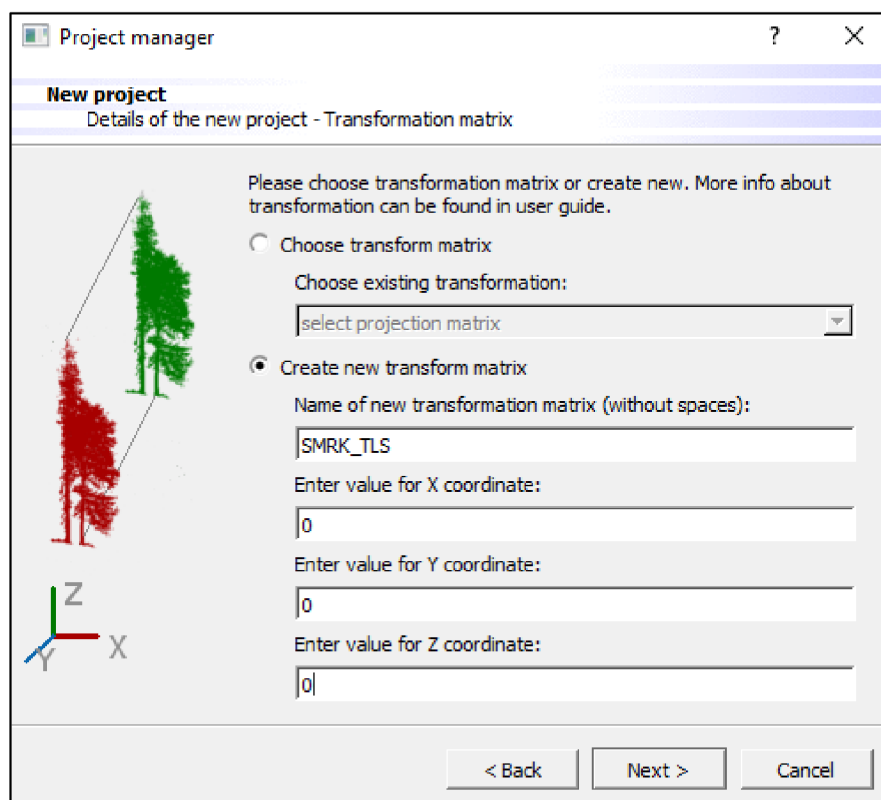 Project manager
?
New project
Details of the new project - Transformation matrix
Please choose transformation matrix or create new. More info about
transformation can be found in user guide.
Choose transform matrix
Choose existing transformation:
select projection matrix
Create new transform matrix
Name of new transformation matrix (without spaces):
SMRK_TLS
Enter value for X coordinate:
0
Enter value for Y coordinate:
0
Enter value for Z coordinate:
0
Z
X
Y
< Back
Next >
Cancel